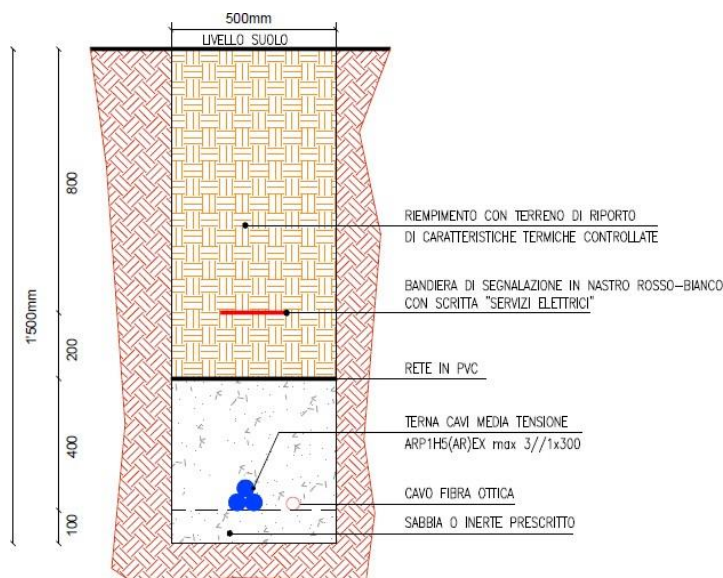 500mm
LIVELLO SUOLO
800
1'500mm
200
400
100
RIEMPIMENTO CON TERRENO DI RIPORTO
DI CARATTERISTICHE TERMICHE CONTROLLATE
BANDIERA DI SEGNALAZIONE IN NASTRO ROSSO-BIANCO
CON SCRITTA "SERVIZI ELETTRICI"
RETE IN PVC
TERNA CAVI MEDIA TENSIONE
ARP1H5(AR)EX max 3//1x300
CAVO FIBRA OTTICA
SABBIA O INERTE PRESCRITTO